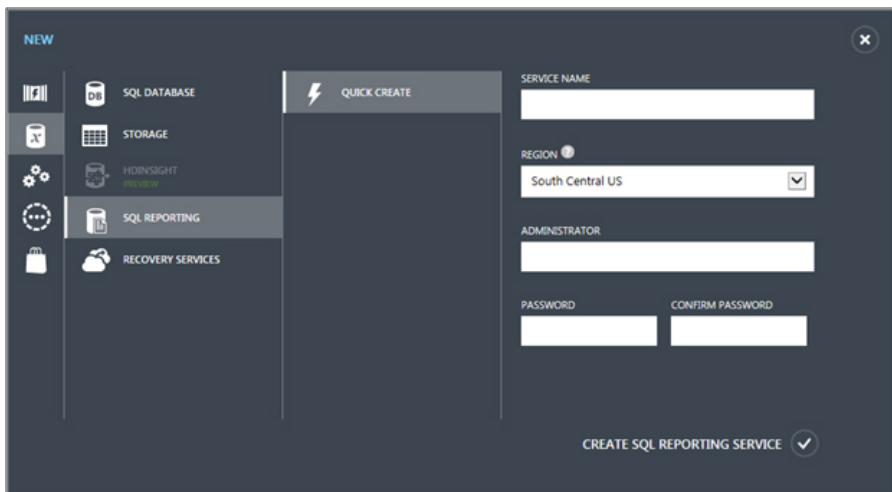 NEW
SQL DATABASE
STORAGE
HDINSIGHT
PREVIEW
SQL REPORTING
RECOVERY SERVICES
QUICK CREATE
SERVICE NAME
REGION
South Central US
ADMINISTRATOR
PASSWORD
CONFIRM PASSWORD
CREATE SQL REPORTING SERVICE